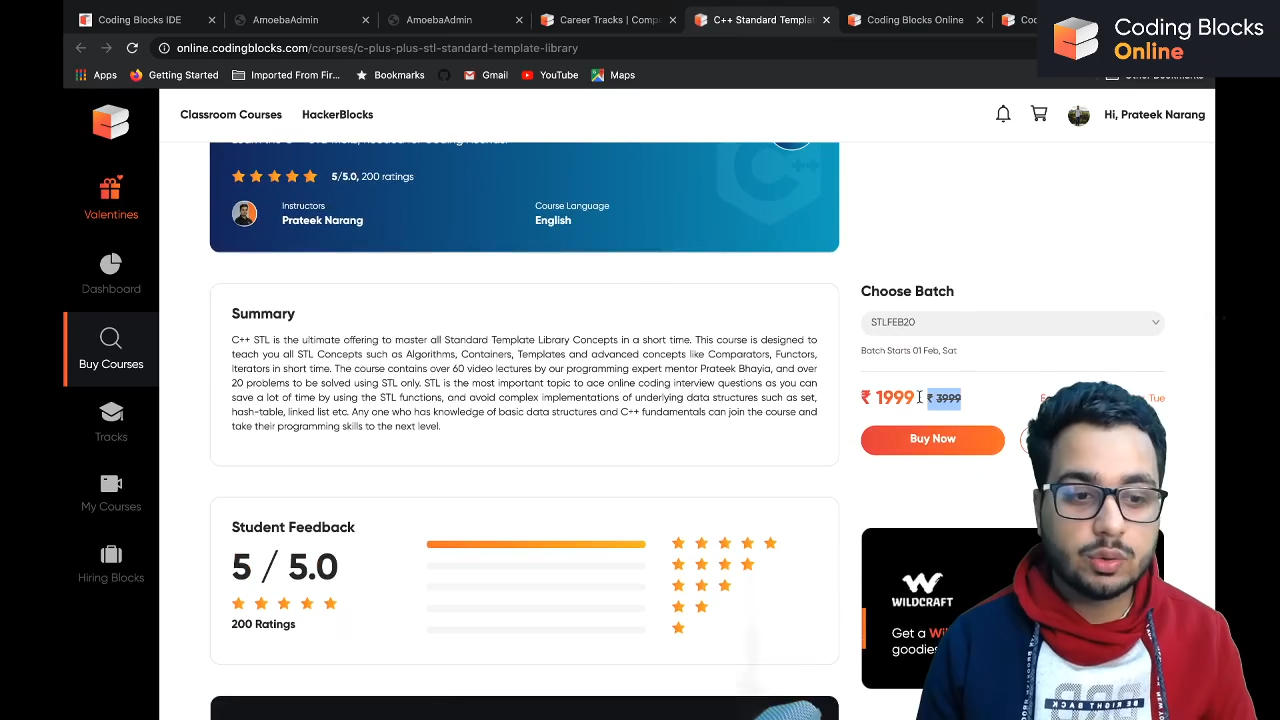 Coding Blocks IDE
AmoebaAdmin
AmoebaAdmin
Career Tracks | Comp
C++ Standard Templat
Coding Blocks Online
Coding Blocks
Online
online.codingblocks.com/courses/c-plus-plus-stl-standard-template-library
Apps
Getting Started
Imported From Fir...
Bookmarks
Gmail
YouTube
Maps
Classroom Courses
HackerBlocks
Hi, Prateek Narang
Valentines
Dashboard
Buy Courses
Tracks
My Courses
Hiring Blocks
5/5.0, 200 ratings
Instructors
Prateek Narang
Course Language
English
Summary
C++ STL is the ultimate offering to master all Standard Template Library Concepts in a short time. This course is designed to
teach you all STL Concepts such as Algorithms, Containers, Templates and advanced concepts like Comparators, Functors,
Iterators in short time. The course contains over 60 video lectures by our programming expert mentor Prateek Bhayia, and over
20 problems to be solved using STL only. STL is the most important topic to ace online coding interview questions as you can
save a lot of time by using the STL functions, and avoid complex implementations of underlying data structures such as set,
hash-table, linked list etc. Any one who has knowledge of basic data structures and C++ fundamentals can join the course and
take their programming skills to the next level.
Choose Batch
STLFEB20
Batch Starts 01 Feb, Sat
₹ 1999
₹ 3999
Tue
Buy Now
Student Feedback
5 / 5.0
200 Ratings
WILDCRAFT
Get a Wi
goodies
BE RIGHT BACK